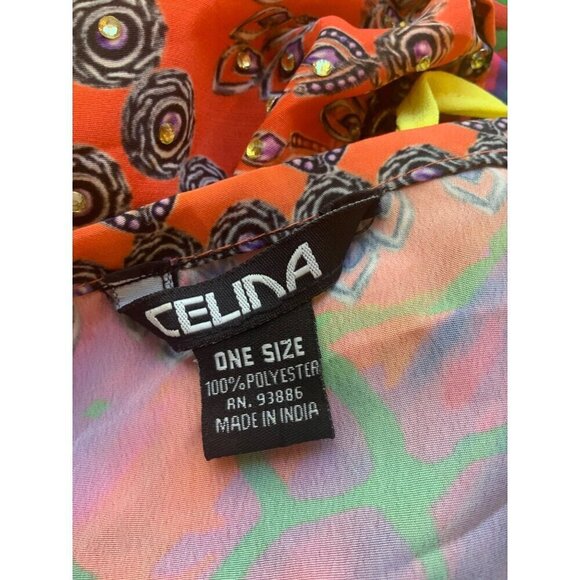 CELINA
ONE SIZE
100% POLYESTER
RN. 93886
MADE IN INDIA